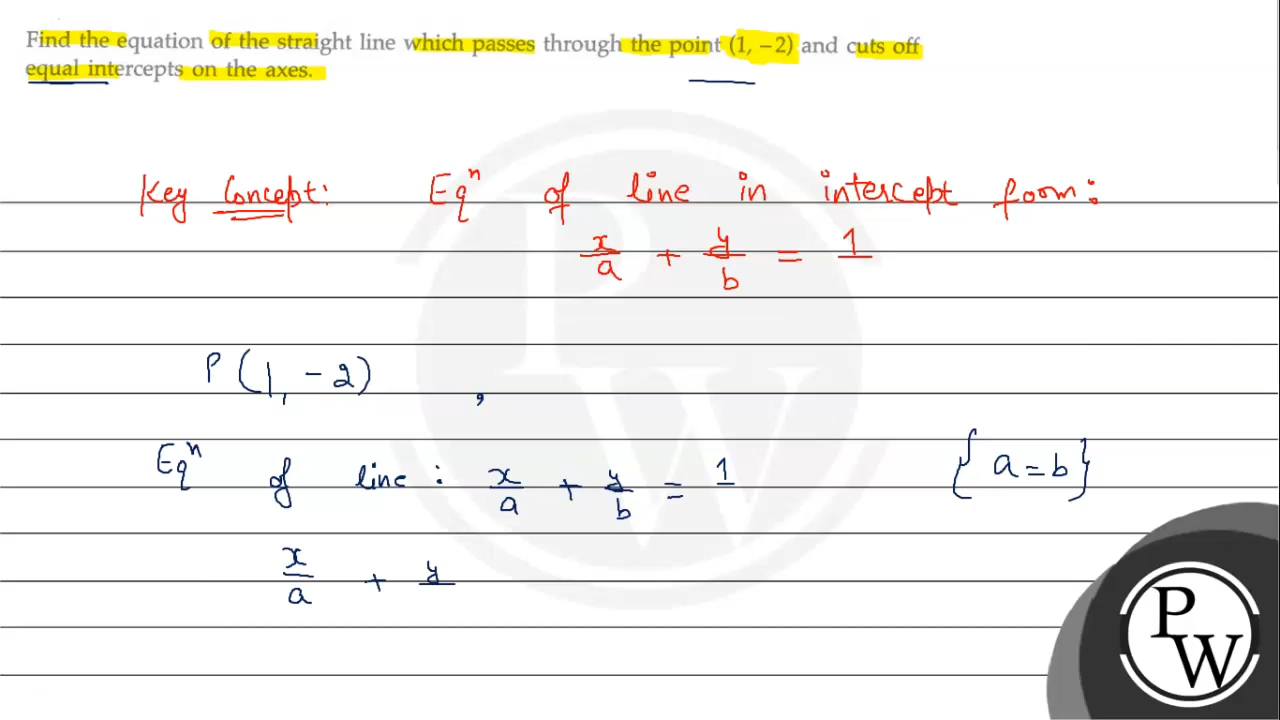 Find the equation of the straight line which passes through the point (1, −2) and cuts off
equal intercepts on the axes.
Key Concept: Eqⁿ of line in intercept form:
x/a + y/b = 1
P(1, -2) ,
Eqⁿ of line: x/a + y/b = 1 {a = b}
x/a + y
PW
PW